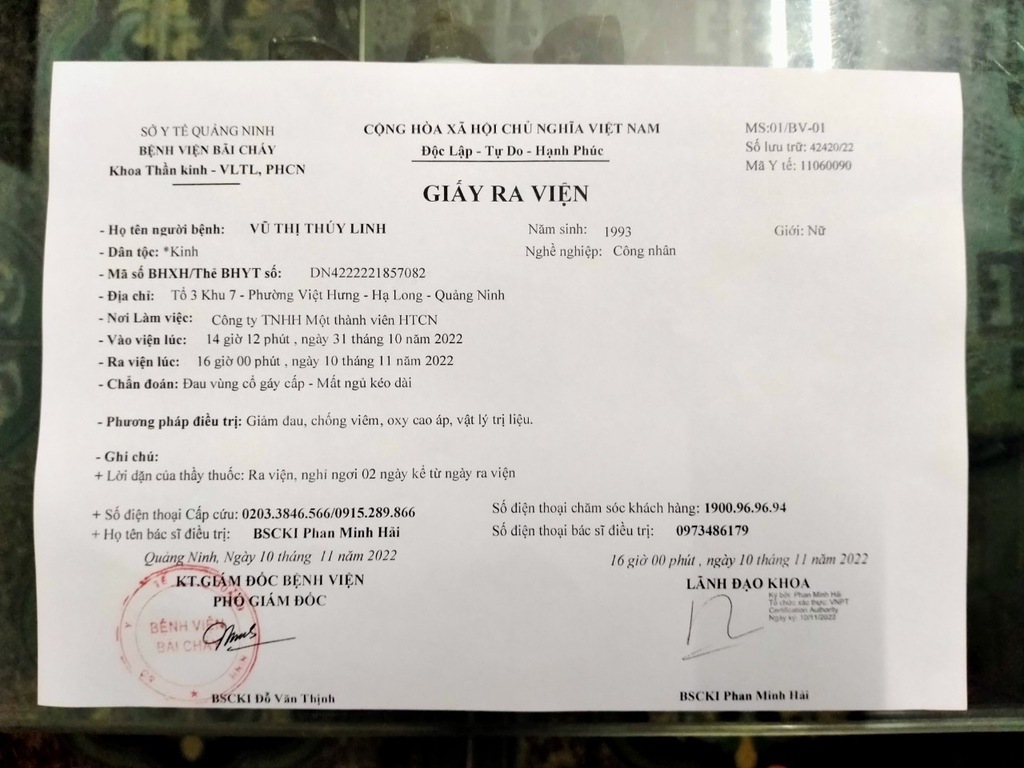 SỞ Y TẾ QUẢNG NINH
BỆNH VIỆN BÃI CHÁY
Khoa Thần kinh - VLTL, PHCN
CỘNG HÒA XÃ HỘI CHỦ NGHĨA VIỆT NAM
Độc Lập - Tự Do - Hạnh Phúc
MS:01/BV-01
Số lưu trữ: 42420/22
Mã Y tế: 11060090
GIẤY RA VIỆN
- Họ tên người bệnh: VŨ THỊ THÚY LINH Năm sinh: 1993 Giới: Nữ
- Dân tộc: *Kinh Nghề nghiệp: Công nhân
- Mã số BHXH/Thẻ BHYT số: DN4222221857082
- Địa chỉ: Tổ 3 Khu 7 - Phường Việt Hưng - Hạ Long - Quảng Ninh
- Nơi Làm việc: Công ty TNHH Một thành viên HTCN
- Vào viện lúc: 14 giờ 12 phút , ngày 31 tháng 10 năm 2022
- Ra viện lúc: 16 giờ 00 phút , ngày 10 tháng 11 năm 2022
- Chẩn đoán: Đau vùng cổ gáy cấp - Mất ngủ kéo dài
- Phương pháp điều trị: Giảm đau, chống viêm, oxy cao áp, vật lý trị liệu.
- Ghi chú:
+ Lời dặn của thầy thuốc: Ra viện, nghỉ ngơi 02 ngày kể từ ngày ra viện
+ Số điện thoại Cấp cứu: 0203.3846.566/0915.289.866 Số điện thoại chăm sóc khách hàng: 1900.96.96.94
+ Họ tên bác sĩ điều trị: BSCKI Phan Minh Hải Số điện thoại bác sĩ điều trị: 0973486179
Quảng Ninh, Ngày 10 tháng 11 năm 2022
KT.GIÁM ĐỐC BỆNH VIỆN
PHÓ GIÁM ĐỐC
BỆNH VIỆN
BÃI CHÁY
BSCKI Đỗ Văn Thịnh
16 giờ 00 phút , ngày 10 tháng 11 năm 2022
LÃNH ĐẠO KHOA
Ký bởi: Phan Minh Hải
Tổ chức xác thực: VNPT
Certification Authority
Ngày ký: 10/11/2022
BSCKI Phan Minh Hải